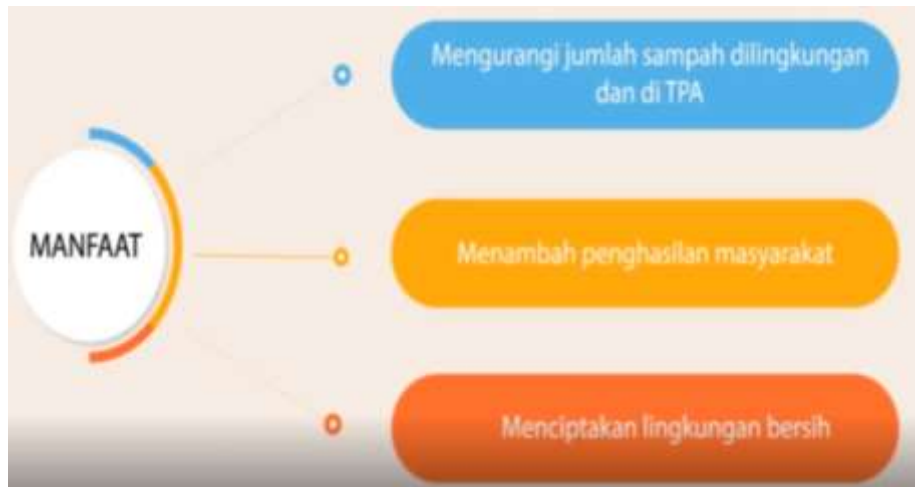 MANFAAT
Mengurangi jumlah sampah dilingkungan
dan di TPA
Menambah penghasilan masyarakat
Menciptakan lingkungan bersih